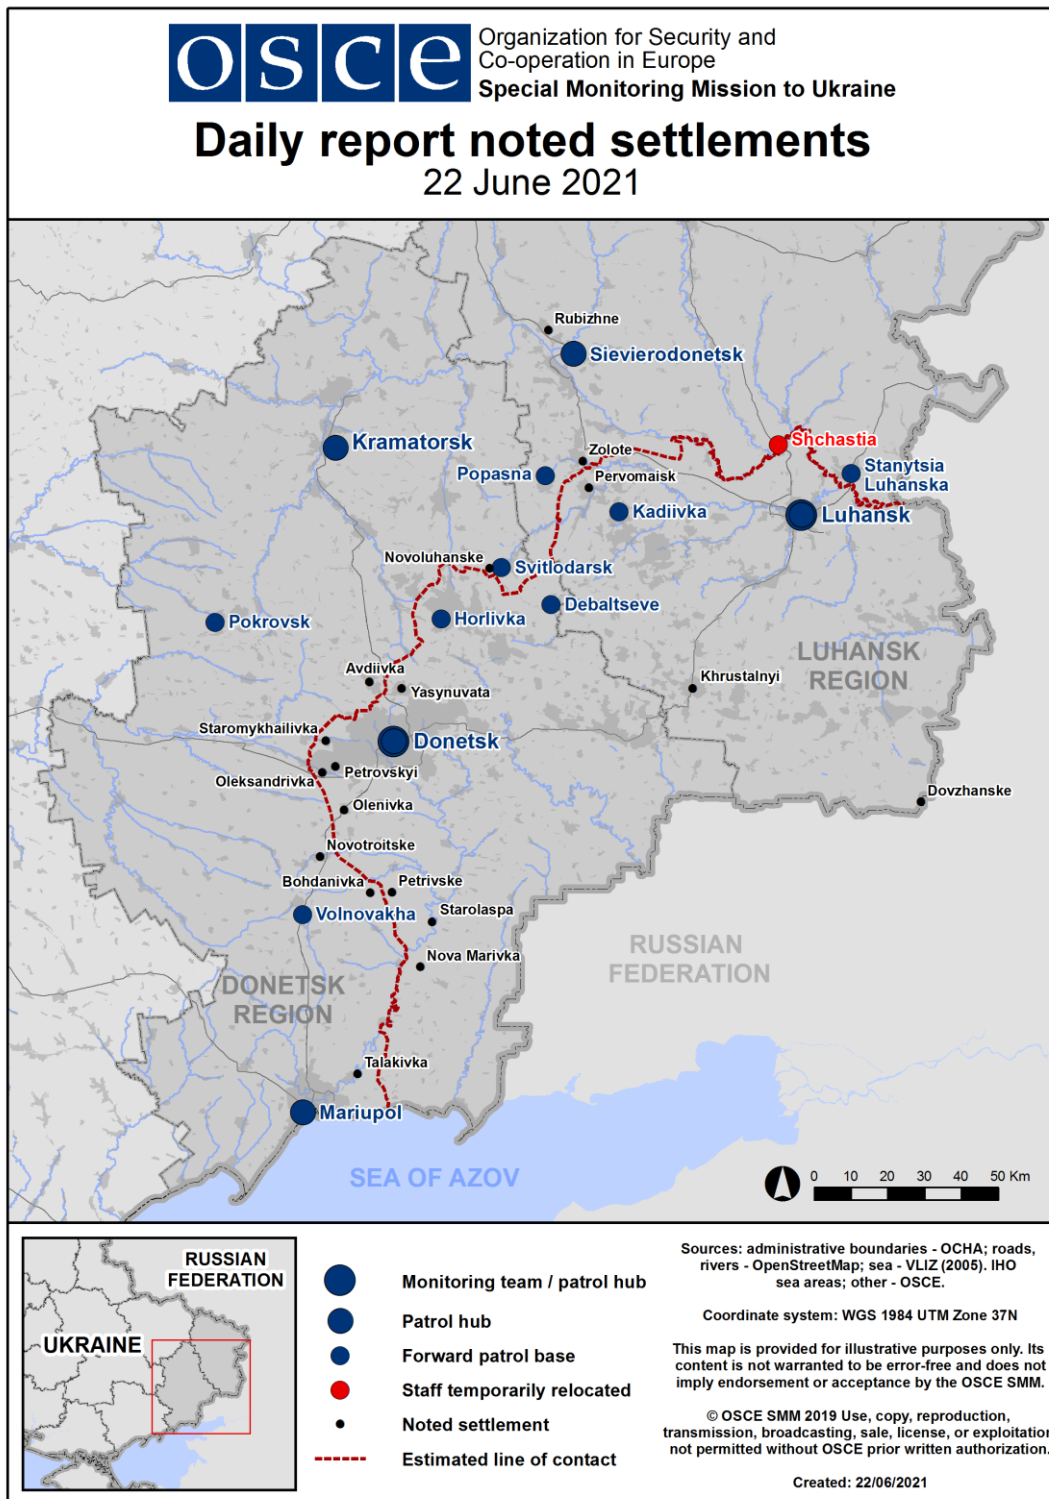 osce
Organization for Security and
Co-operation in Europe
Special Monitoring Mission to Ukraine
Daily report noted settlements
22 June 2021
Rubizhne
Sievierodonetsk
Kramatorsk
Shchastia
Zolote
Popasna
Stanytsia
Luhanska
Pervomaisk
Kadiivka
Luhansk
Novoluhanske
Svitlodarsk
Debaltseve
Horlivka
Pokrovsk
LUHANSK
REGION
Avdiivka
Yasynuvata
Khrustalnyi
Staromykhailivka
Donetsk
Petrovskyi
Oleksandrivka
Dovzhanske
Olenivka
Novotroitske
Bohdanivka
Petrivske
Volnovakha
Starolaspa
RUSSIAN
FEDERATION
Nova Marivka
DONETSK
REGION
Talakivka
Mariupol
SEA OF AZOV
0 10 20 30 40 50 Km
RUSSIAN
FEDERATION
UKRAINE
Monitoring team / patrol hub
Patrol hub
Forward patrol base
Staff temporarily relocated
Noted settlement
Estimated line of contact
Sources: administrative boundaries - OCHA; roads,
rivers - OpenStreetMap; sea - VLIZ (2005). IHO
sea areas; other - OSCE.
Coordinate system: WGS 1984 UTM Zone 37N
This map is provided for illustrative purposes only. Its
content is not warranted to be error-free and does not
imply endorsement or acceptance by the OSCE SMM.
© OSCE SMM 2019 Use, copy, reproduction,
transmission, broadcasting, sale, license, or exploitation
not permitted without OSCE prior written authorization.
Created: 22/06/2021